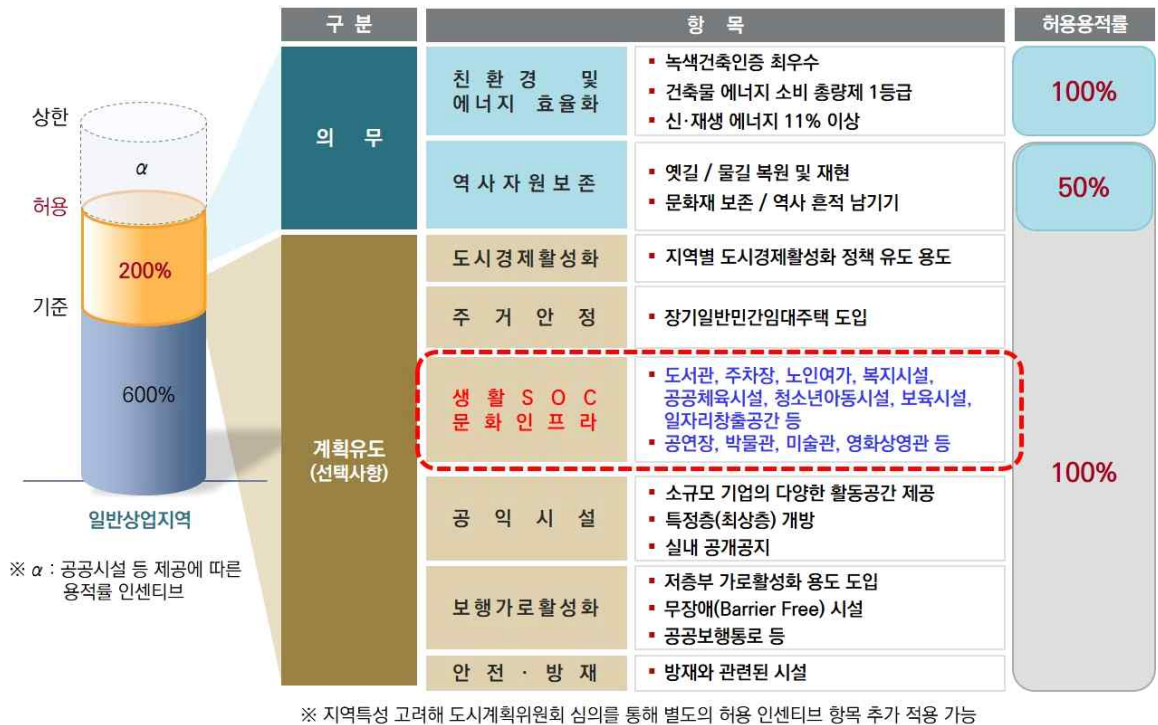 구 분
항 목
허용용적률
상한
α
허용
200%
기준
600%
일반상업지역
※ α : 공공시설 등 제공에 따른
용적률 인센티브
의 무
친 환 경 및
에너지 효율화
▪ 녹색건축인증 최우수
▪ 건축물 에너지 소비 총량제 1등급
▪ 신·재생 에너지 11% 이상
100%
역사자원보존
▪ 옛길 / 물길 복원 및 재현
▪ 문화재 보존 / 역사 흔적 남기기
50%
계획유도
(선택사항)
도시경제활성화
▪ 지역별 도시경제활성화 정책 유도 용도
주 거 안 정
▪ 장기일반민간임대주택 도입
생 활 S O C
문 화 인 프 라
▪ 도서관, 주차장, 노인여가, 복지시설,
공공체육시설, 청소년아동시설, 보육시설,
일자리창출공간 등
▪ 공연장, 박물관, 미술관, 영화상영관 등
100%
공 익 시 설
▪ 소규모 기업의 다양한 활동공간 제공
▪ 특정층(최상층) 개방
▪ 실내 공개공지
보행가로활성화
▪ 저층부 가로활성화 용도 도입
▪ 무장애(Barrier Free) 시설
▪ 공공보행통로 등
안 전 · 방 재
▪ 방재와 관련된 시설
※ 지역특성 고려해 도시계획위원회 심의를 통해 별도의 허용 인센티브 항목 추가 적용 가능